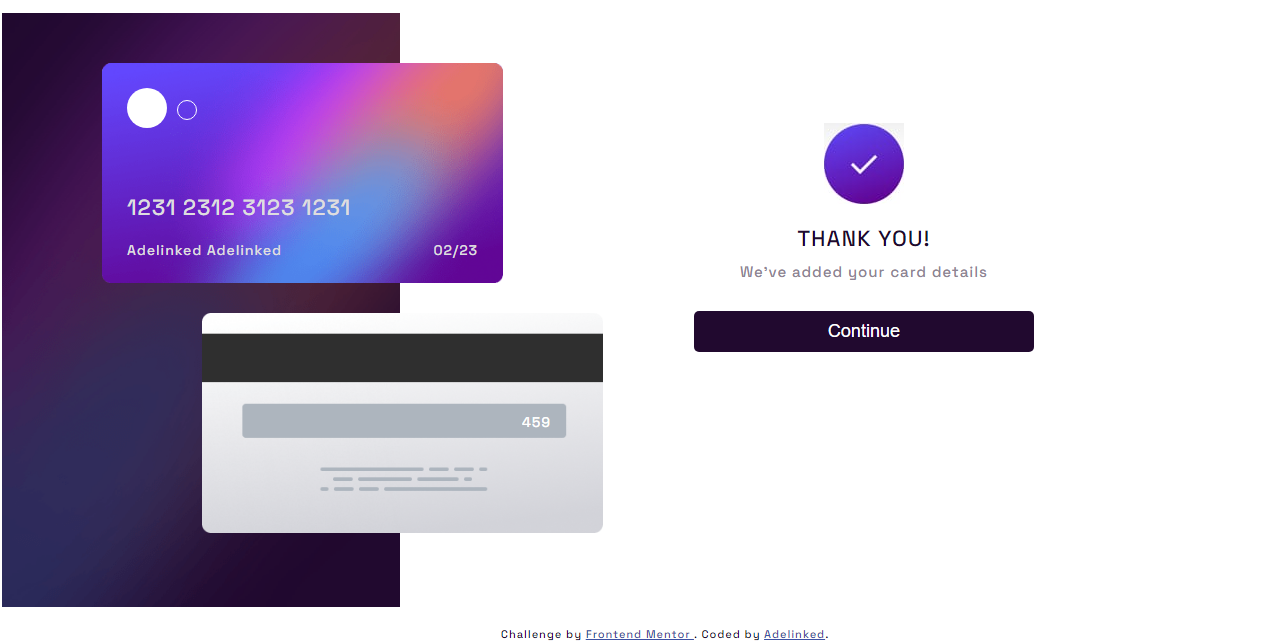 1231 2312 3123 1231
Adelinked Adelinked 02/23
459
THANK YOU!
We've added your card details
Continue
Challenge by Frontend Mentor . Coded by Adelinked.